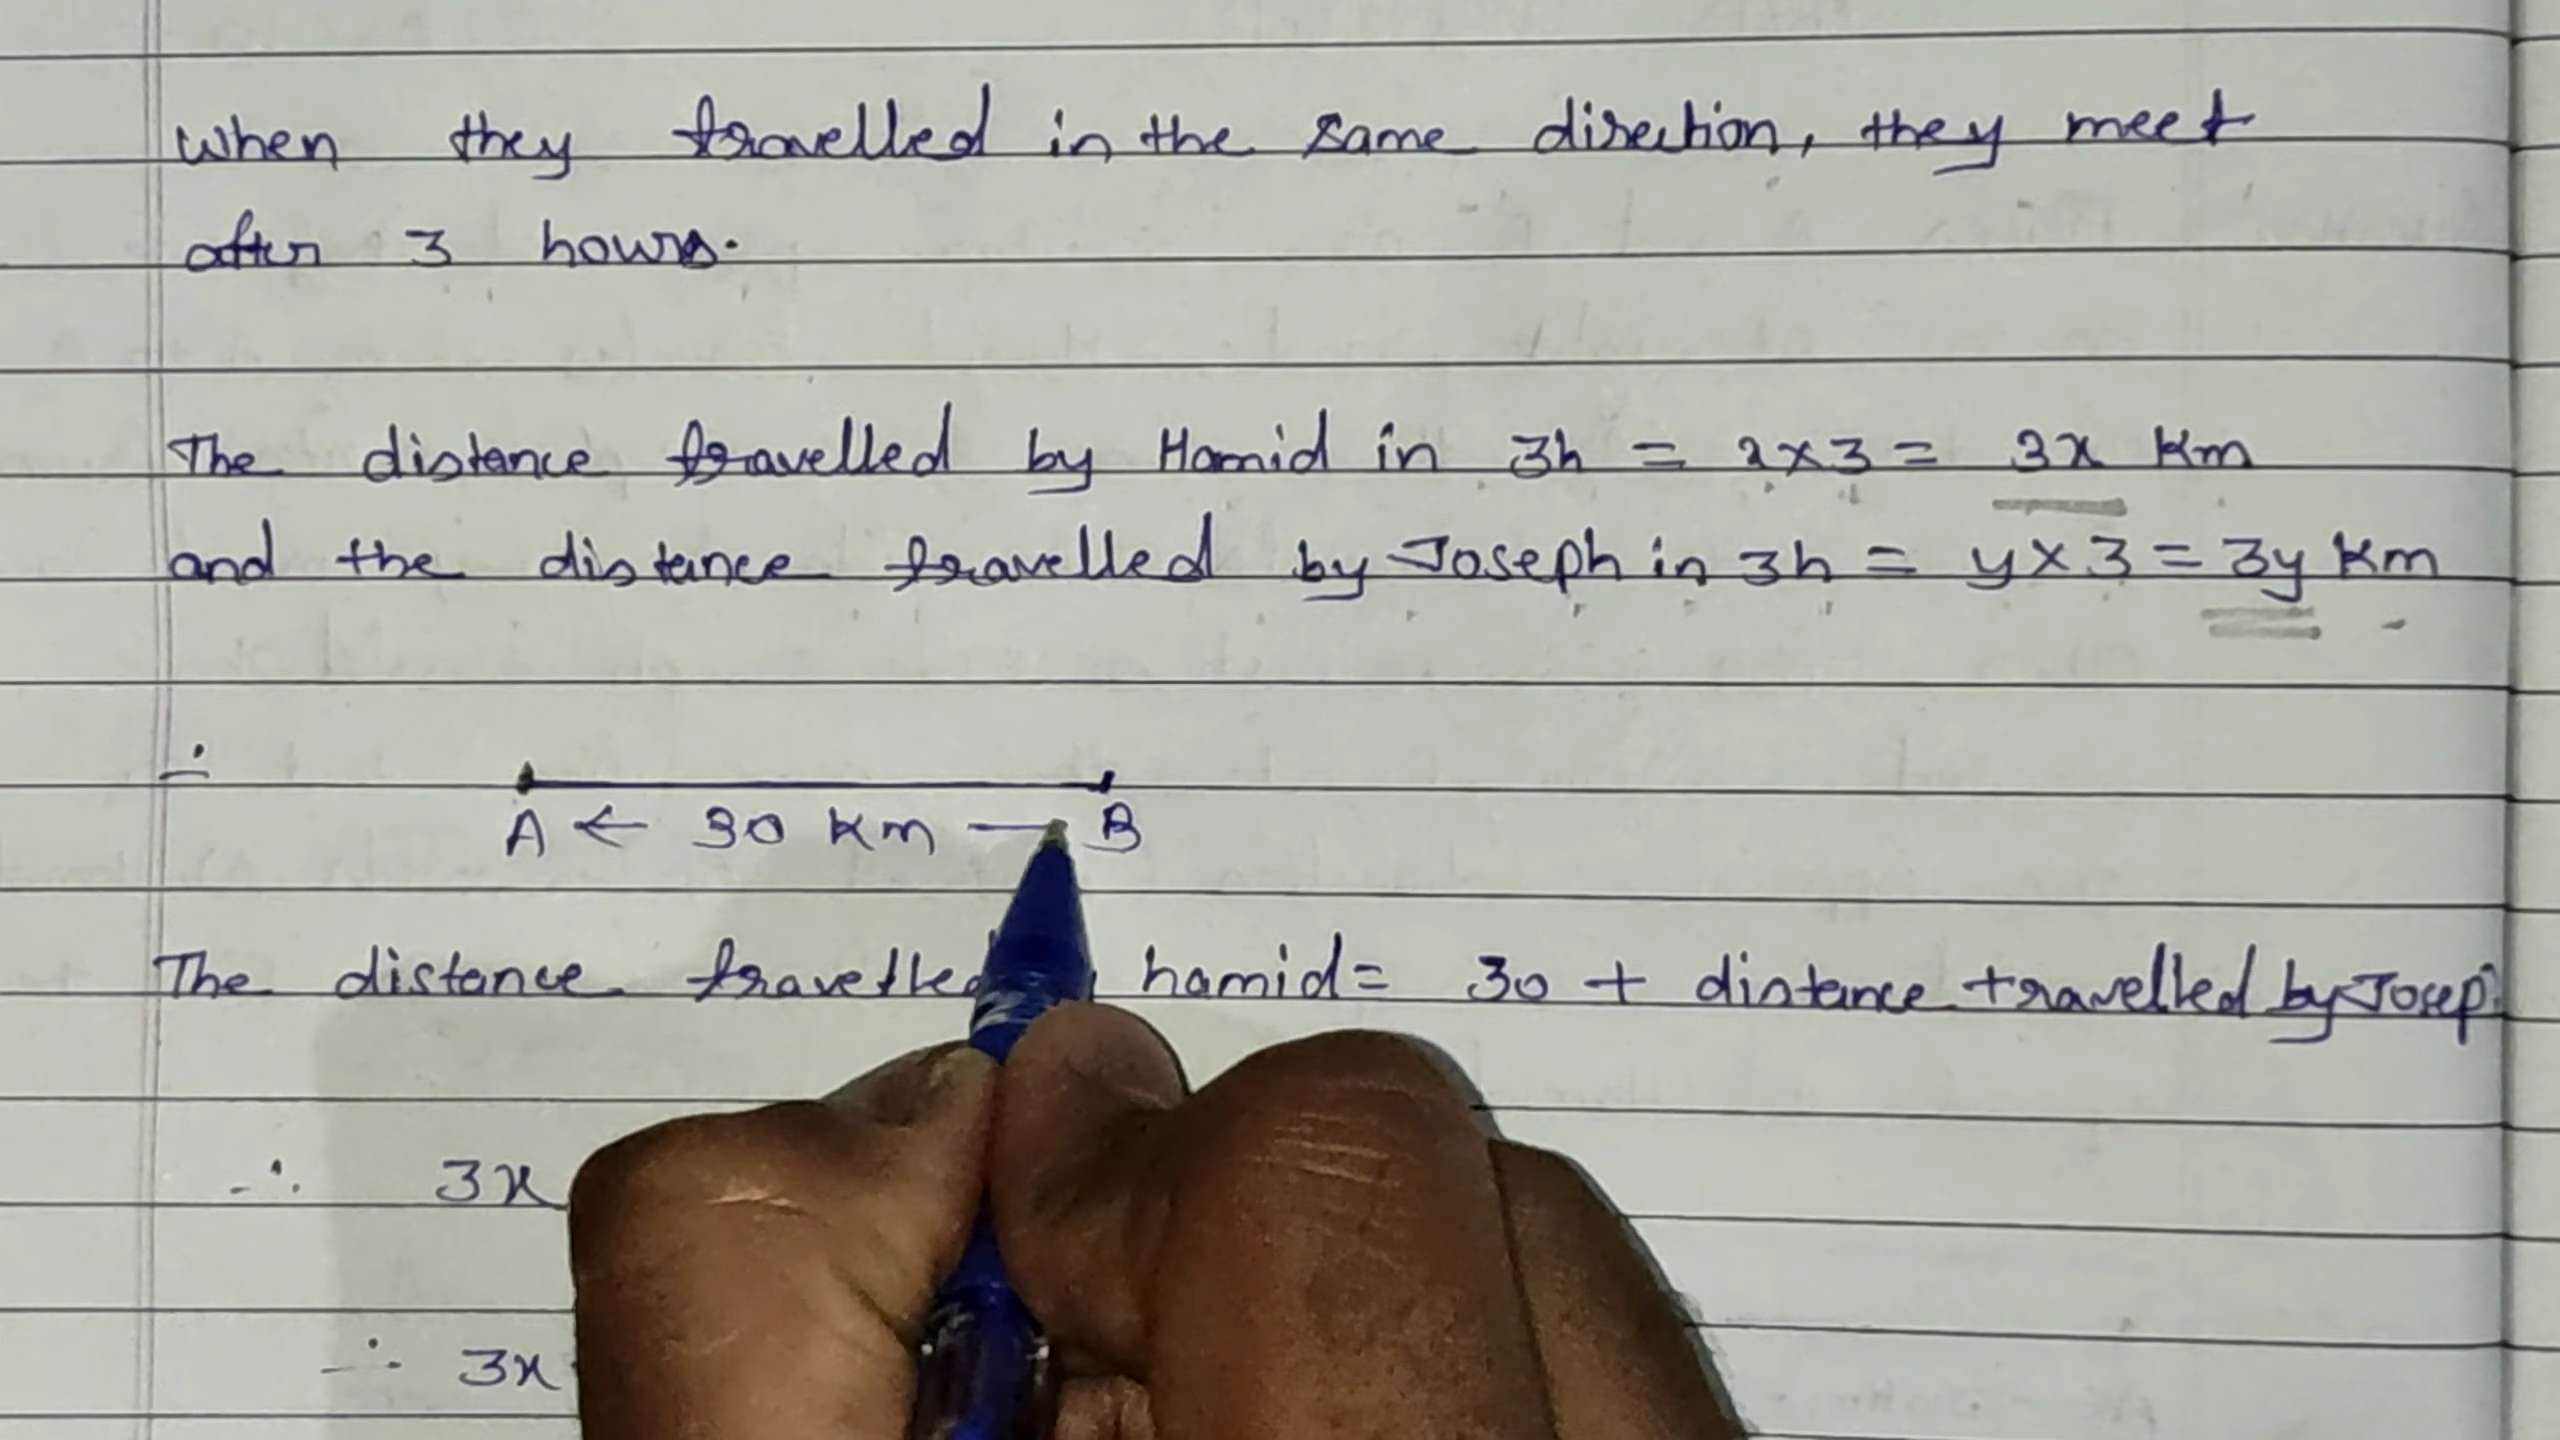 When they travelled in the same direction, they meet
after 3 hours.
The distance travelled by Hamid in 3h = x×3 = 3x Km
and the distance travelled by Joseph in 3h = y×3 = 3y Km
∴
A ← 30 Km — B
The distance travelled hamid = 30 + distance travelled by Josep
∴ 3x
∴ 3x